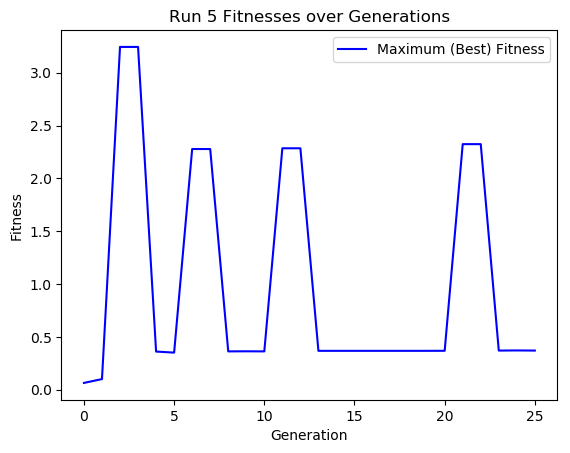 Run 5 Fitnesses over Generations
Maximum (Best) Fitness
3.0
2.5
2.0
1.5
1.0
0.5
0.0
Fitness
0 5 10 15 20 25
Generation